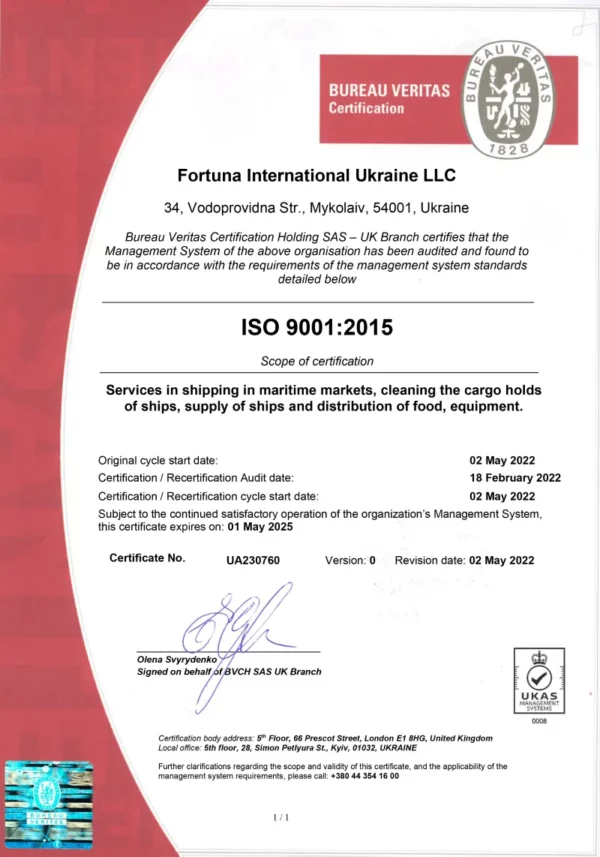 BUREAU VERITAS
Certification
BUREAU VERITAS
1828
Fortuna International Ukraine LLC
34, Vodoprovidna Str., Mykolaiv, 54001, Ukraine
Bureau Veritas Certification Holding SAS – UK Branch certifies that the
Management System of the above organisation has been audited and found to
be in accordance with the requirements of the management system standards
detailed below
ISO 9001:2015
Scope of certification
Services in shipping in maritime markets, cleaning the cargo holds
of ships, supply of ships and distribution of food, equipment.
Original cycle start date: 02 May 2022
Certification / Recertification Audit date: 18 February 2022
Certification / Recertification cycle start date: 02 May 2022
Subject to the continued satisfactory operation of the organization's Management System,
this certificate expires on: 01 May 2025
Certificate No. UA230760 Version: 0 Revision date: 02 May 2022
Olena Svyrydenko
Signed on behalf of BVCH SAS UK Branch
UKAS
MANAGEMENT
SYSTEMS
0008
Certification body address: 5th Floor, 66 Prescot Street, London E1 8HG, United Kingdom
Local office: 5th floor, 28, Simon Petlyura St., Kyiv, 01032, UKRAINE
Further clarifications regarding the scope and validity of this certificate, and the applicability of the
management system requirements, please call: +380 44 354 16 00
BUREAU
VERITAS
1 / 1